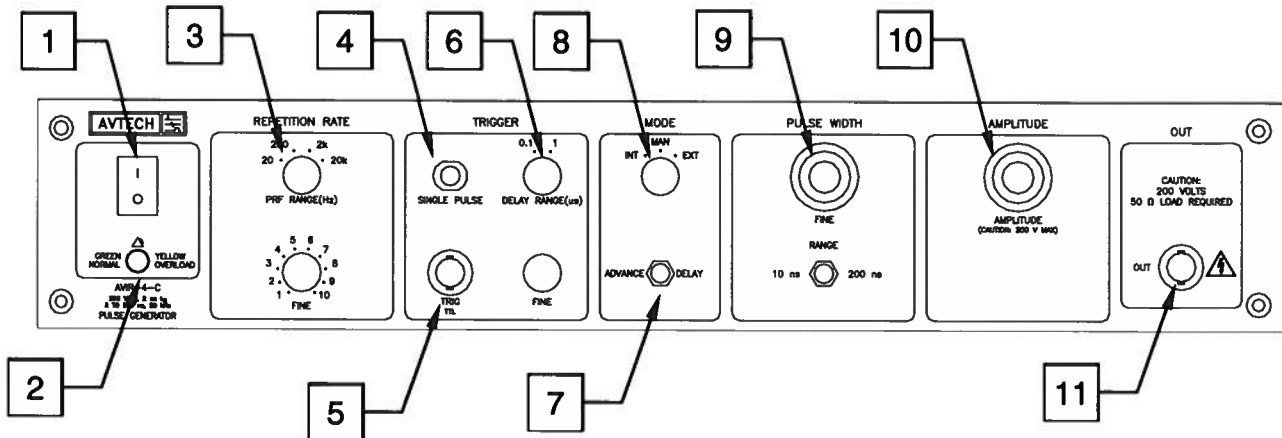 1
3
4
6
8
9
10
AVTECH
REPETITION RATE
TRIGGER
MODE
PULSE WIDTH
AMPLITUDE
OUT
I
O
20 200 2k 20k
PRF RANGE(Hz)
SINGLE PULSE
0.1 1
DELAY RANGE(us)
INT MAN EXT
FINE
AMPLITUDE
(CAUTION: 200 V MAX)
CAUTION:
200 VOLTS
50 Ω LOAD REQUIRED
GREEN
NORMAL
YELLOW
OVERLOAD
1 2 3 4 5 6 7 8 9 10
FINE
TRIG
TTL
FINE
ADVANCE DELAY
RANGE
10 ns 200 ns
OUT
PULSE GENERATOR
2
5
7
11